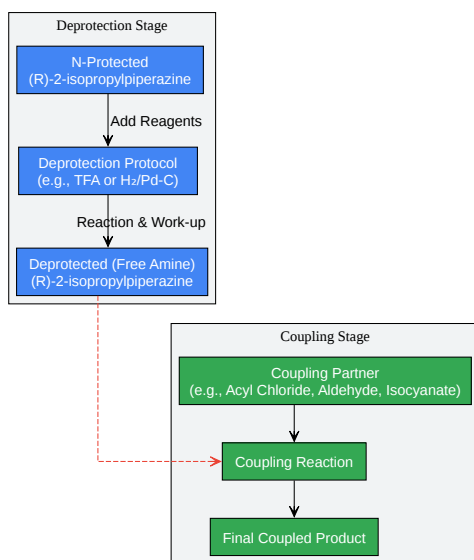 Deprotection Stage
N-Protected
(R)-2-isopropylpiperazine
Add Reagents
Deprotection Protocol
(e.g., TFA or H₂/Pd-C)
Reaction & Work-up
Deprotected (Free Amine)
(R)-2-isopropylpiperazine
Coupling Stage
Coupling Partner
(e.g., Acyl Chloride, Aldehyde, Isocyanate)
Coupling Reaction
Final Coupled Product